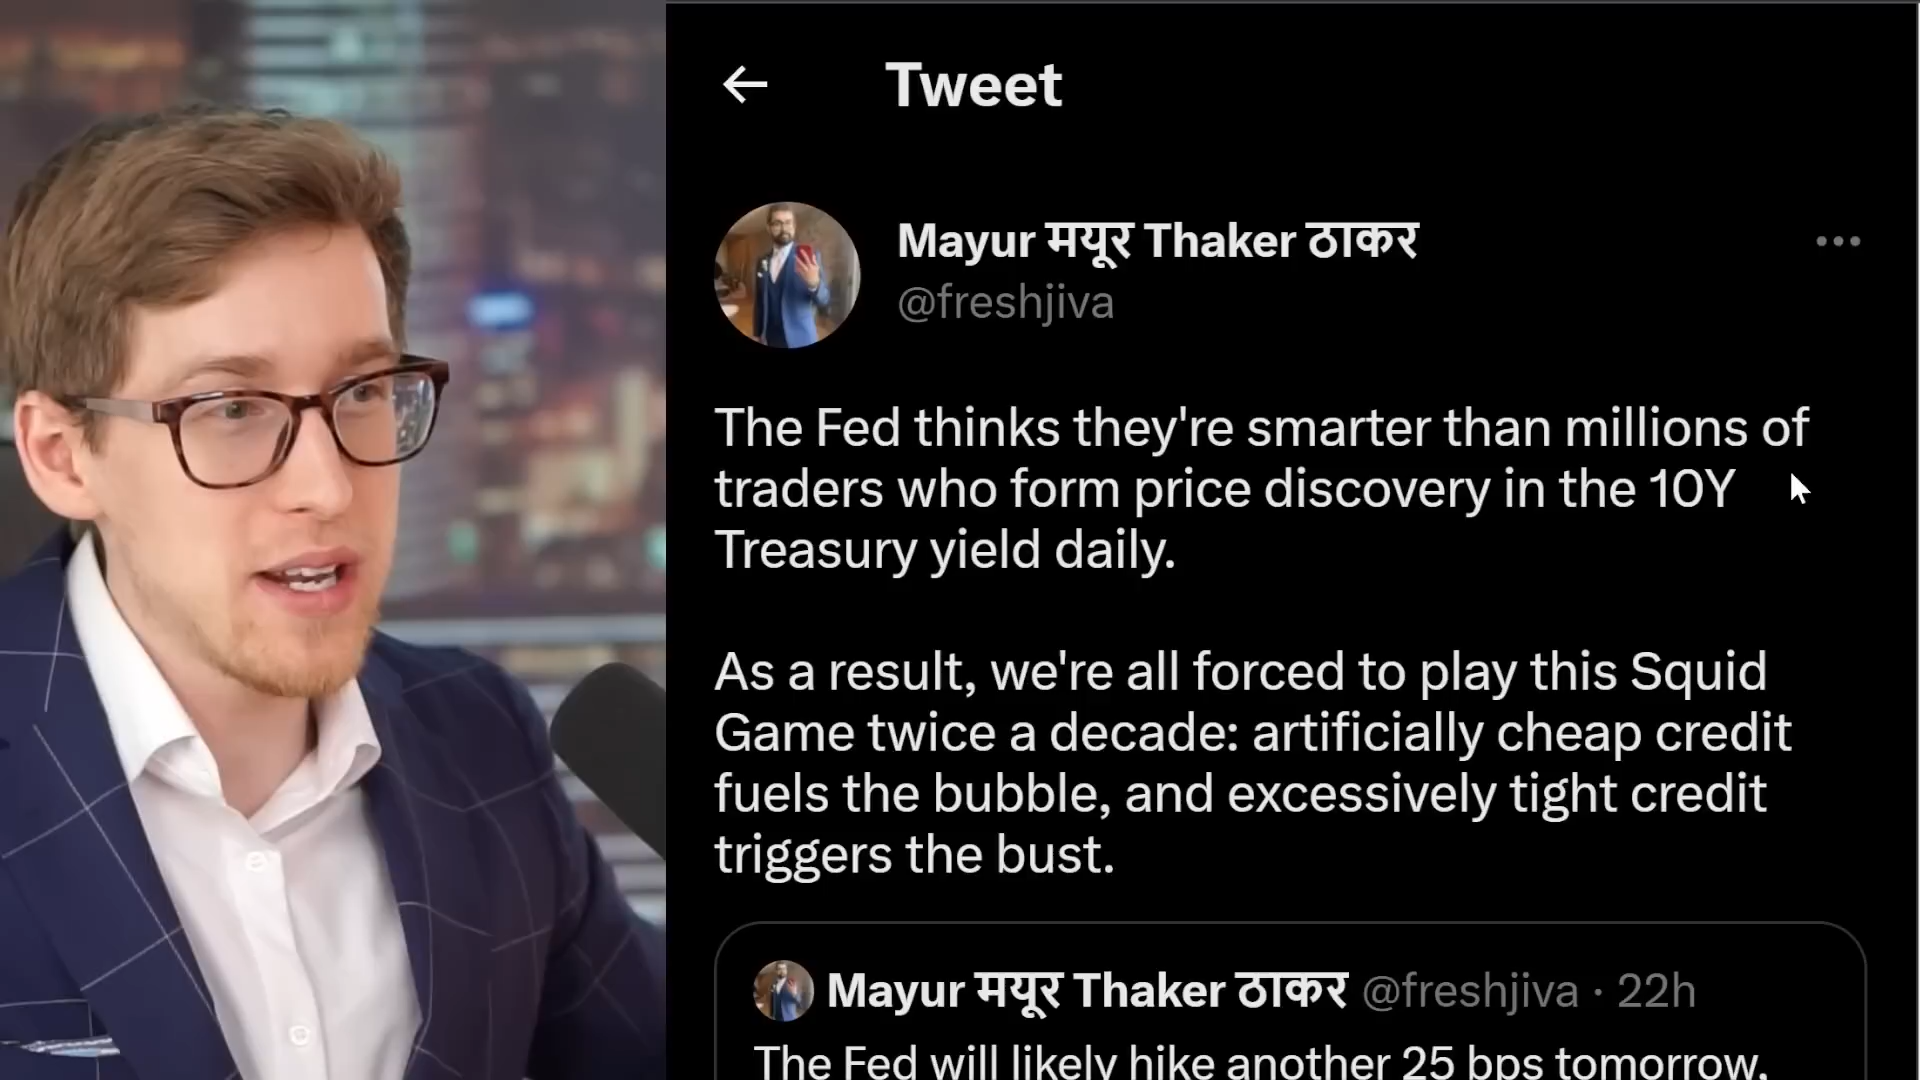 Tweet
Mayur मयूर Thaker ठाकर
@freshjiva
The Fed thinks they're smarter than millions of
traders who form price discovery in the 10Y
Treasury yield daily.
As a result, we're all forced to play this Squid
Game twice a decade: artificially cheap credit
fuels the bubble, and excessively tight credit
triggers the bust.
Mayur मयूर Thaker ठाकर @freshjiva · 22h
The Fed will likely hike another 25 bps tomorrow,